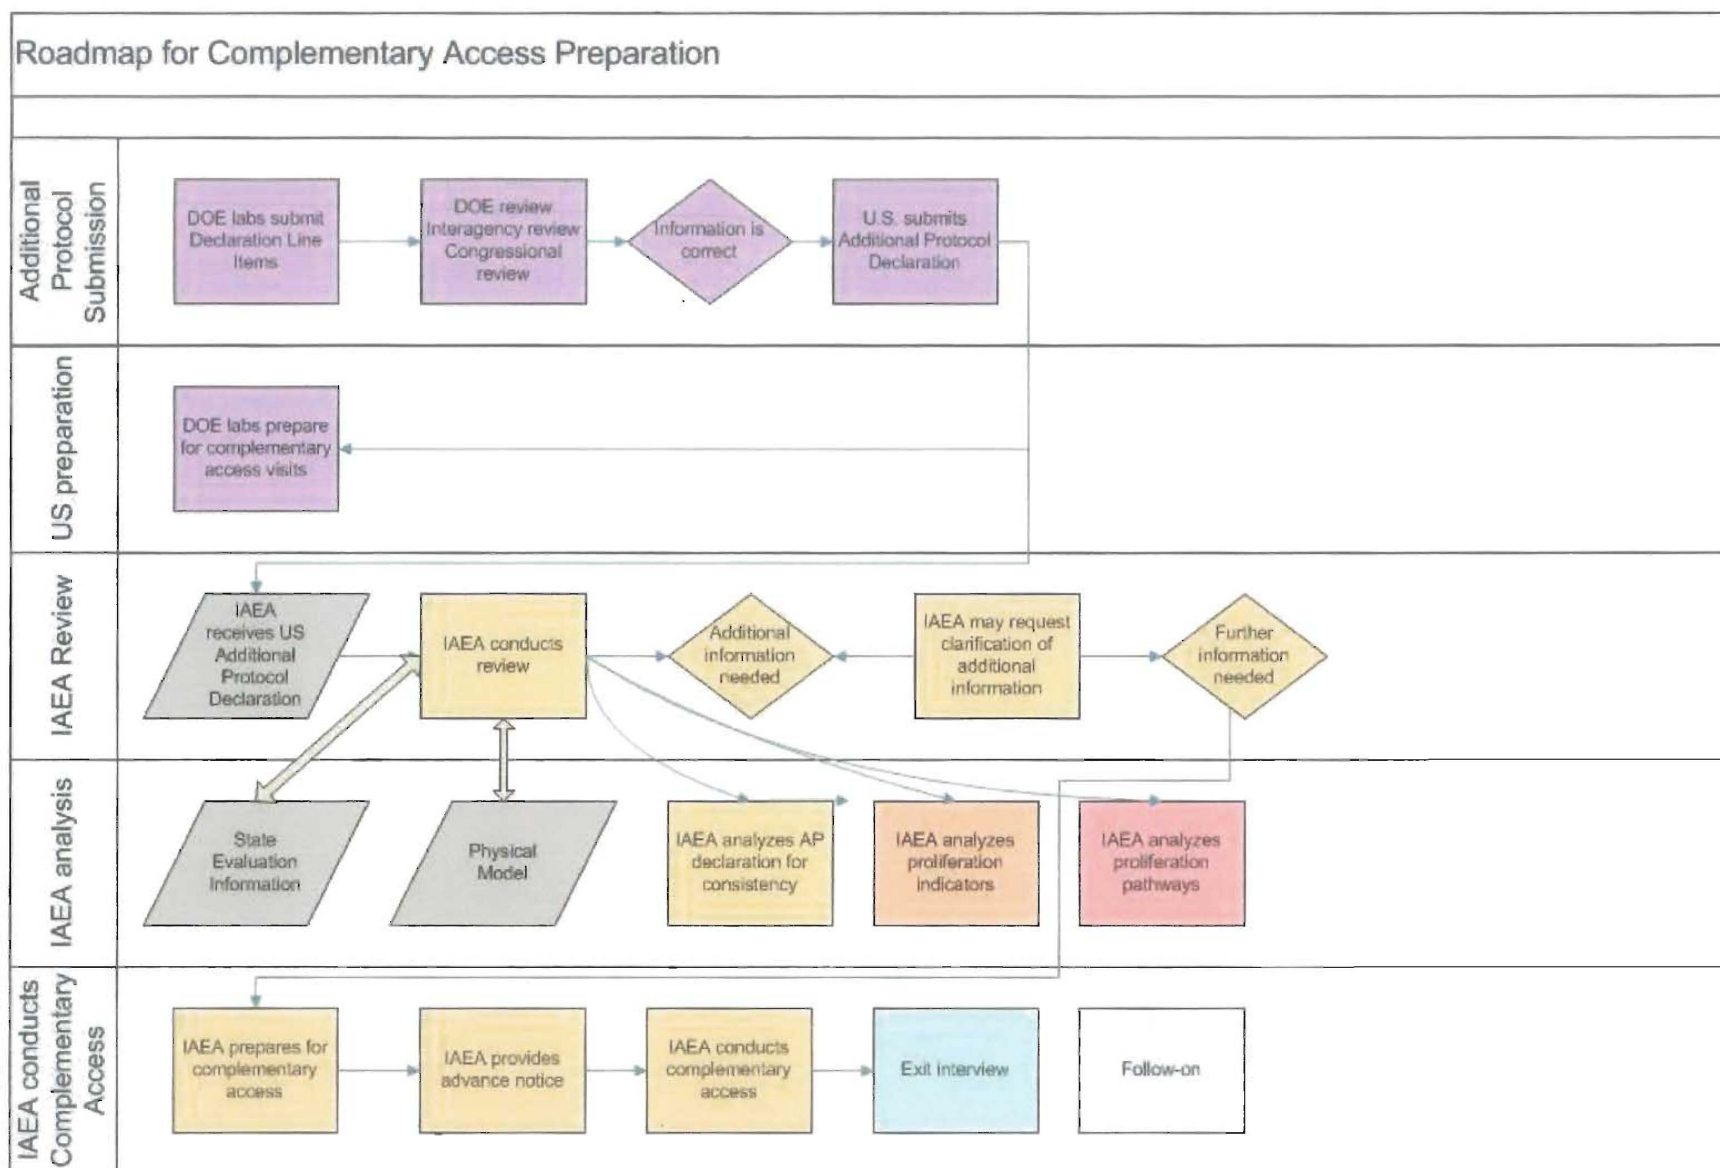 Roadmap for Complementary Access Preparation
Additional
Protocol
Submission
DOE labs submit
Declaration Line
Items
DOE review
Interagency review
Congressional
review
Information is
correct
U.S. submits
Additional Protocol
Declaration
US preparation
DOE labs prepare
for complementary
access visits
IAEA Review
IAEA
receives US
Additional
Protocol
Declaration
IAEA conducts
review
Additional
information
needed
IAEA may request
clarification of
additional
information
Further
information
needed
IAEA analysis
State
Evaluation
Information
Physical
Model
IAEA analyzes AP
declaration for
consistency
IAEA analyzes
proliferation
indicators
IAEA analyzes
proliferation
pathways
IAEA conducts
Complementary
Access
IAEA prepares for
complementary
access
IAEA provides
advance notice
IAEA conducts
complementary
access
Exit interview
Follow-on